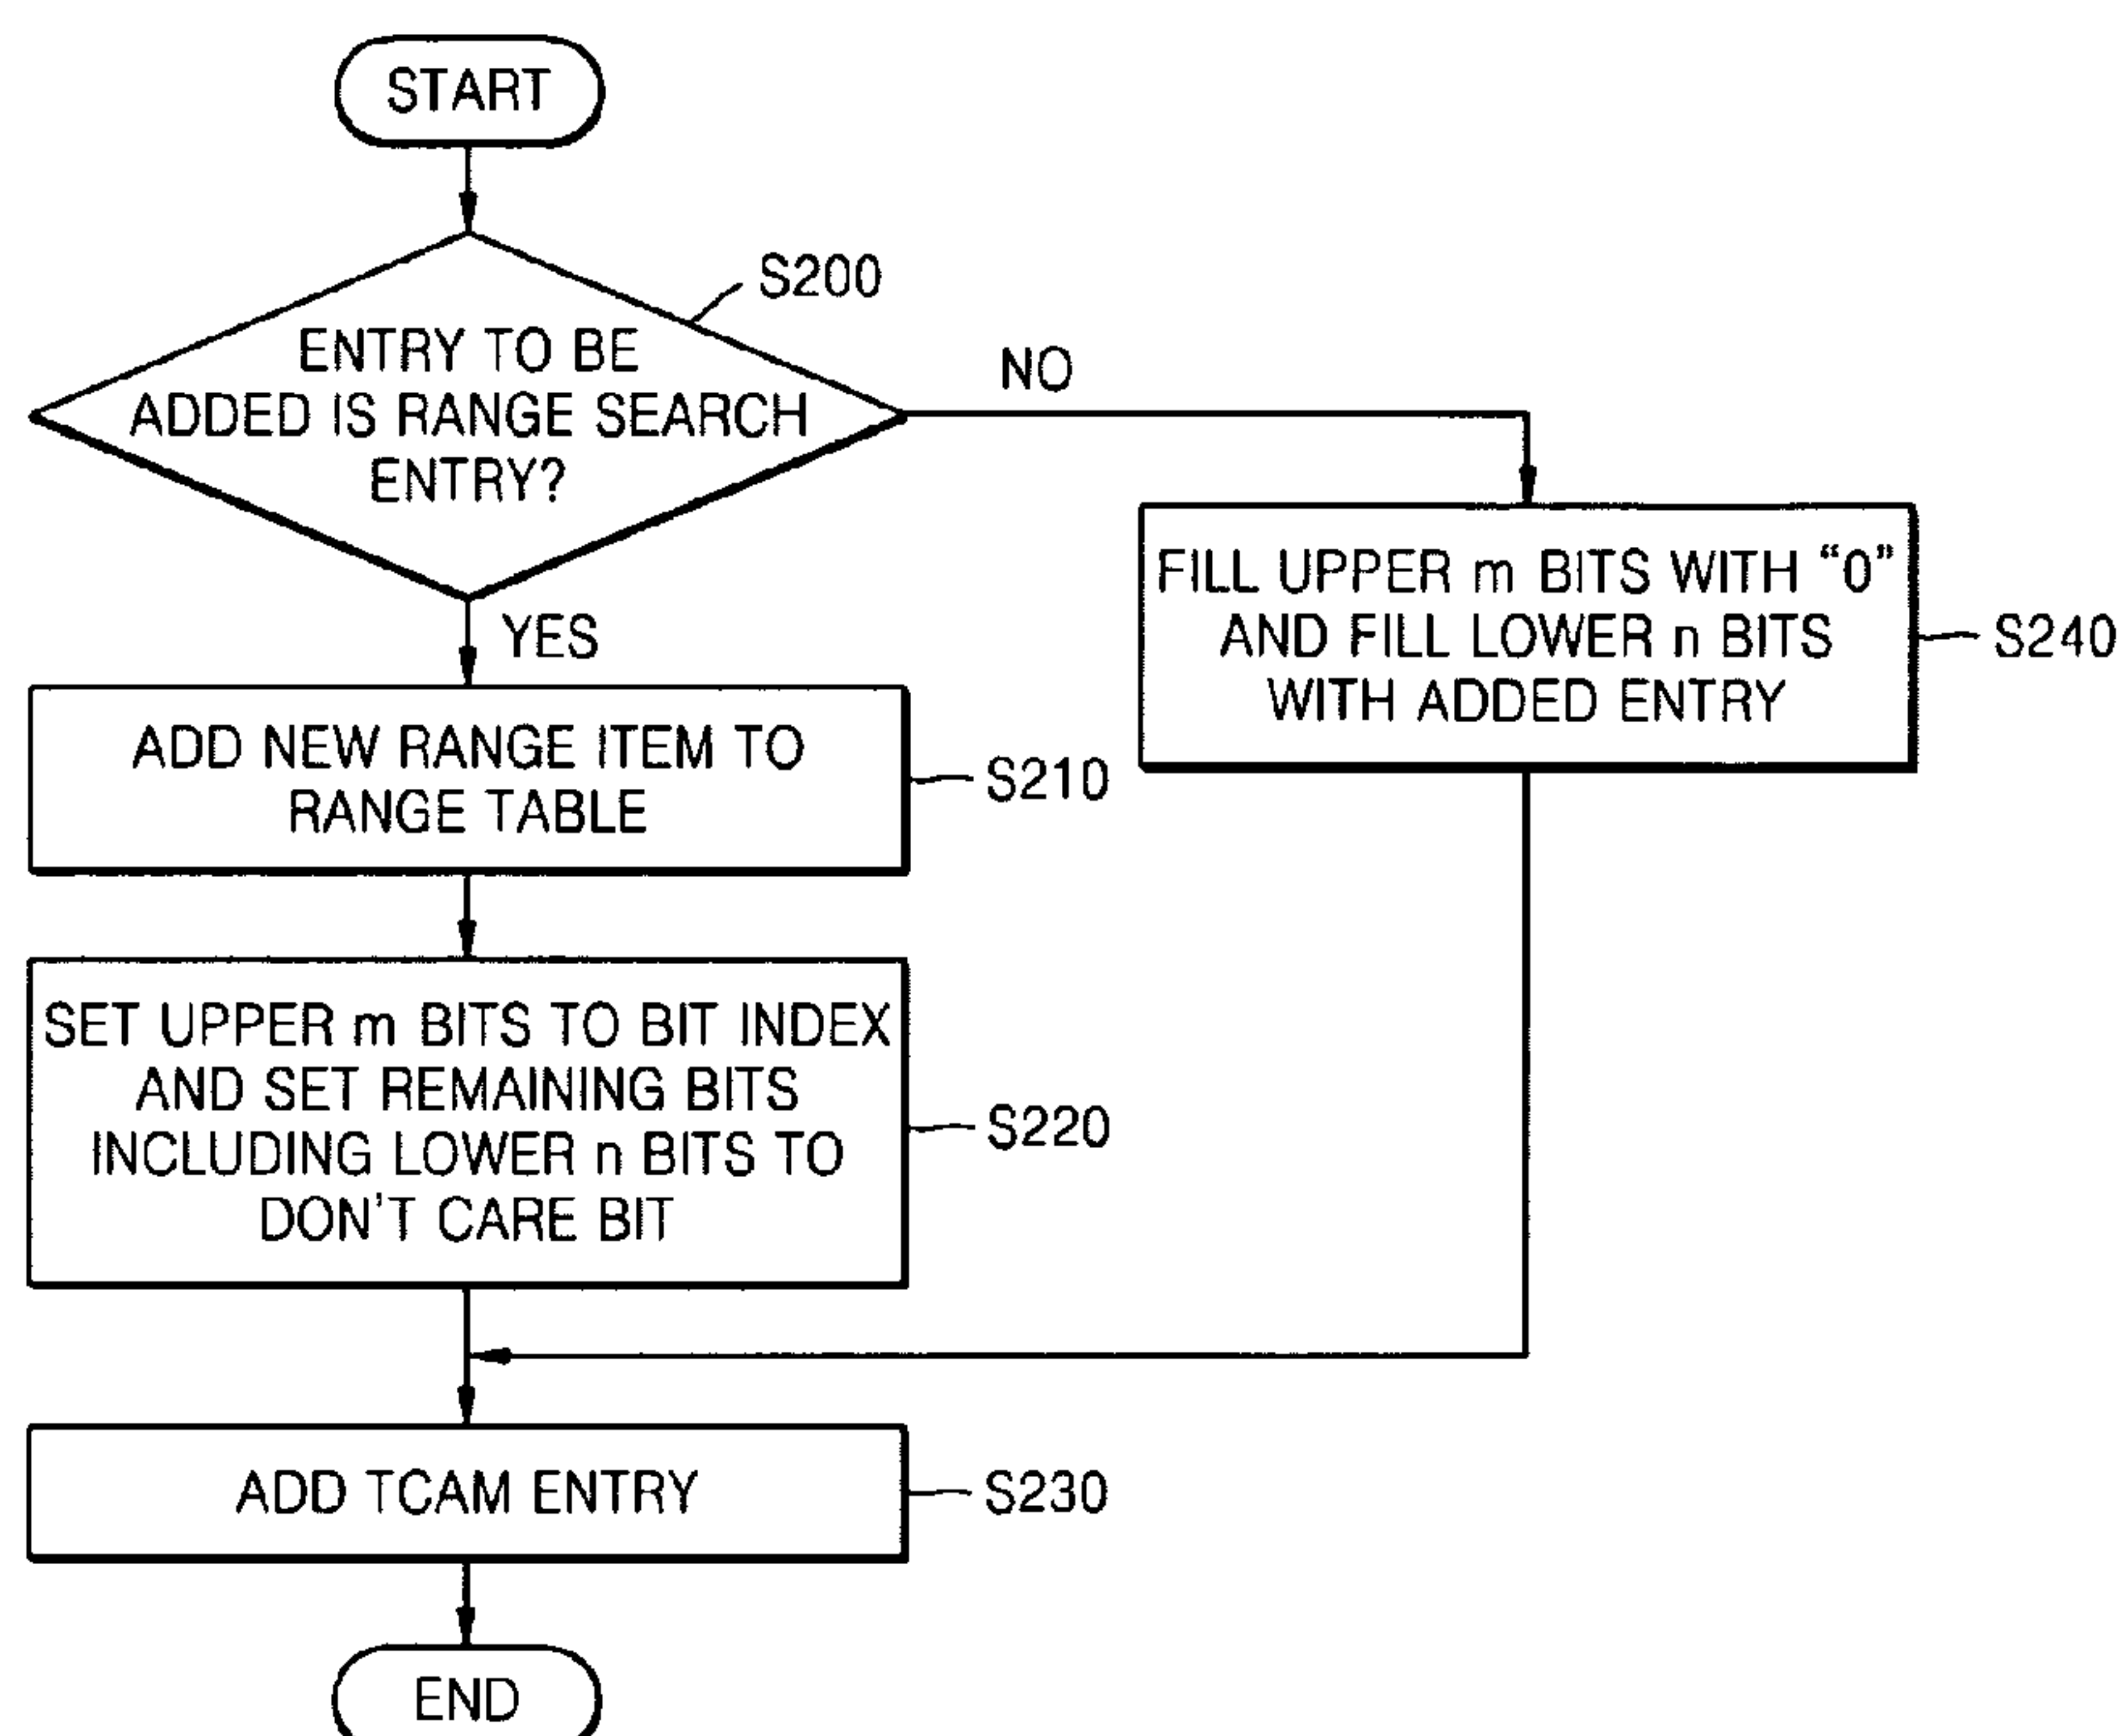 START
S200
ENTRY TO BE
ADDED IS RANGE SEARCH
ENTRY?
NO
YES
FILL UPPER m BITS WITH “0”
AND FILL LOWER n BITS
WITH ADDED ENTRY
S240
ADD NEW RANGE ITEM TO
RANGE TABLE
S210
SET UPPER m BITS TO BIT INDEX
AND SET REMAINING BITS
INCLUDING LOWER n BITS TO
DON'T CARE BIT
S220
ADD TCAM ENTRY
S230
END